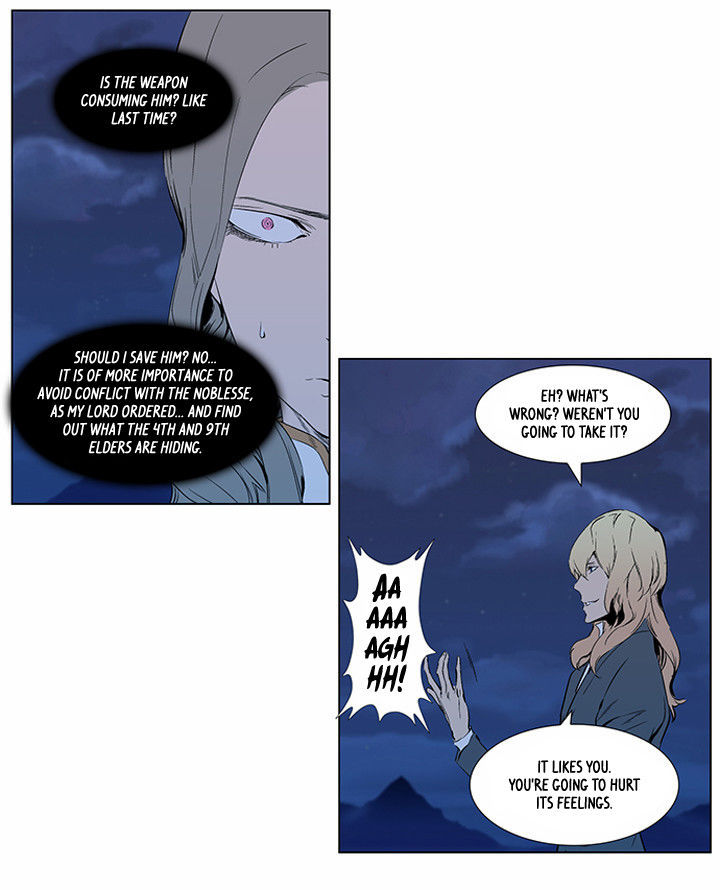 IS THE WEAPON
CONSUMING HIM? LIKE
LAST TIME?
SHOULD I SAVE HIM? NO...
IT IS OF MORE IMPORTANCE TO
AVOID CONFLICT WITH THE NOBLESSE,
AS MY LORD ORDERED... AND FIND
OUT WHAT THE 4TH AND 9TH
ELDERS ARE HIDING.
EH? WHAT'S
WRONG? WEREN'T YOU
GOING TO TAKE IT?
AA
AAA
AGH
HH!
IT LIKES YOU.
YOU'RE GOING TO HURT
ITS FEELINGS.